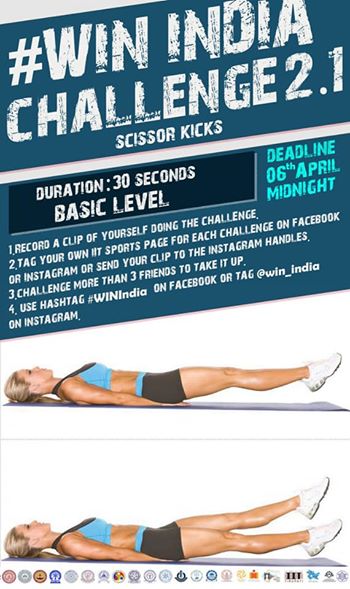 #WIN INDIA
CHALLENGE 2.1
SCISSOR KICKS
DURATION : 30 SECONDS
BASIC LEVEL
DEADLINE
06th APRIL
MIDNIGHT
1.RECORD A CLIP OF YOURSELF DOING THE CHALLENGE.
2.TAG YOUR OWN IIT SPORTS PAGE FOR EACH CHALLENGE ON FACEBOOK
OR INSTAGRAM OR SEND YOUR CLIP TO THE INSTAGRAM HANDLES.
3.CHALLENGE MORE THAN 3 FRIENDS TO TAKE IT UP.
4. USE HASHTAG #WINIndia ON FACEBOOK OR TAG @win_india
ON INSTAGRAM.